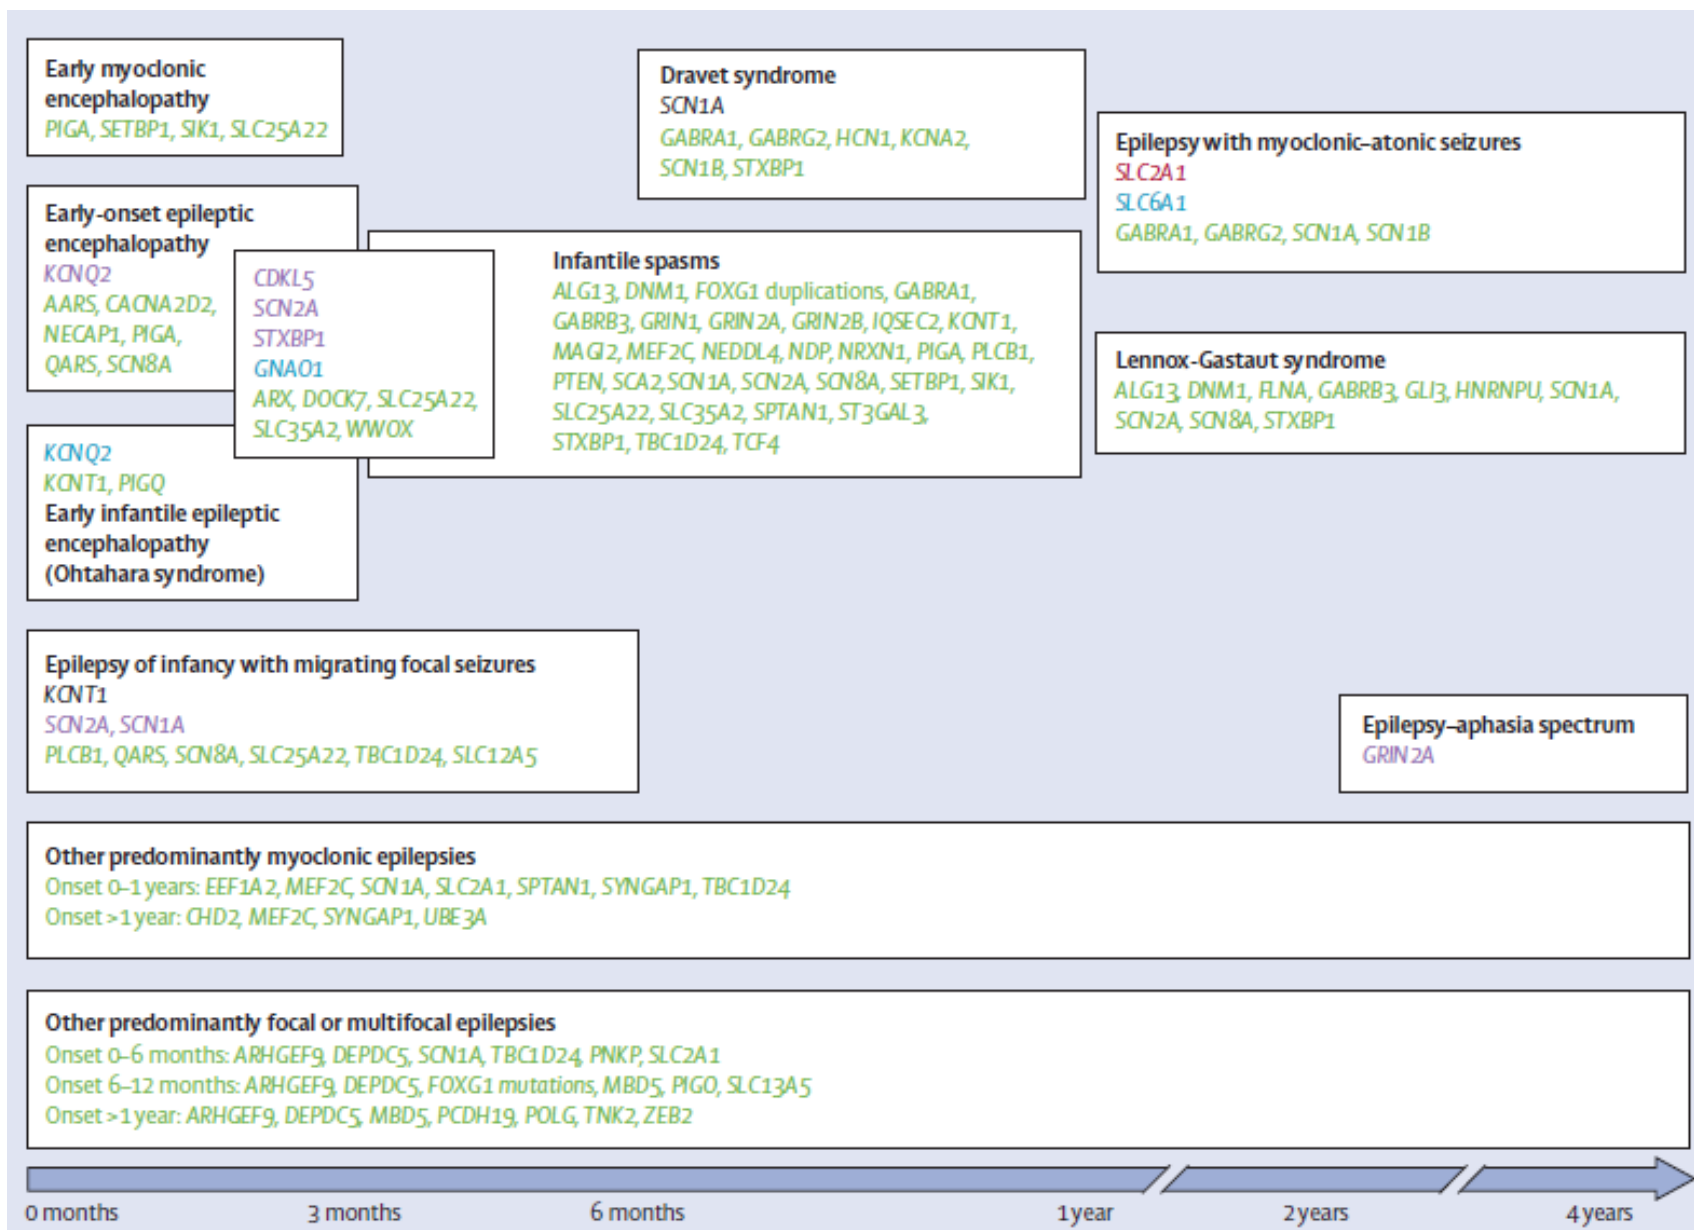 Early myoclonic
encephalopathy
PIGA, SETBP1, SIK1, SLC25A22
Dravet syndrome
SCN1A
GABRA1, GABRG2, HCN1, KCNA2,
SCN1B, STXBP1
Epilepsy with myoclonic–atonic seizures
SLC2A1
SLC6A1
GABRA1, GABRG2, SCN1A, SCN1B
Early-onset epileptic
encephalopathy
KCNQ2
AARS, CACNA2D2,
NECAP1, PIGA,
QARS, SCN8A
CDKL5
SCN2A
STXBP1
GNAO1
ARX, DOCK7, SLC25A22,
SLC35A2, WWOX
Infantile spasms
ALG13, DNM1, FOXG1 duplications, GABRA1,
GABRB3, GRIN1, GRIN2A, GRIN2B, IQSEC2, KCNT1,
MAGI2, MEF2C, NEDDL4, NDP, NRXN1, PIGA, PLCB1,
PTEN, SCA2, SCN1A, SCN2A, SCN8A, SETBP1, SIK1,
SLC25A22, SLC35A2, SPTAN1, ST3GAL3,
STXBP1, TBC1D24, TCF4
Lennox-Gastaut syndrome
ALG13, DNM1, FLNA, GABRB3, GLI3, HNRNPU, SCN1A,
SCN2A, SCN8A, STXBP1
KCNQ2
KCNT1, PIGQ
Early infantile epileptic
encephalopathy
(Ohtahara syndrome)
Epilepsy of infancy with migrating focal seizures
KCNT1
SCN2A, SCN1A
PLCB1, QARS, SCN8A, SLC25A22, TBC1D24, SLC12A5
Epilepsy–aphasia spectrum
GRIN2A
Other predominantly myoclonic epilepsies
Onset 0–1 years: EEF1A2, MEF2C, SCN1A, SLC2A1, SPTAN1, SYNGAP1, TBC1D24
Onset >1 year: CHD2, MEF2C, SYNGAP1, UBE3A
Other predominantly focal or multifocal epilepsies
Onset 0–6 months: ARHGEF9, DEPDC5, SCN1A, TBC1D24, PNKP, SLC2A1
Onset 6–12 months: ARHGEF9, DEPDC5, FOXG1 mutations, MBD5, PIGO, SLC13A5
Onset >1 year: ARHGEF9, DEPDC5, MBD5, PCDH19, POLG, TNK2, ZEB2
0 months
3 months
6 months
1 year
2 years
4 years